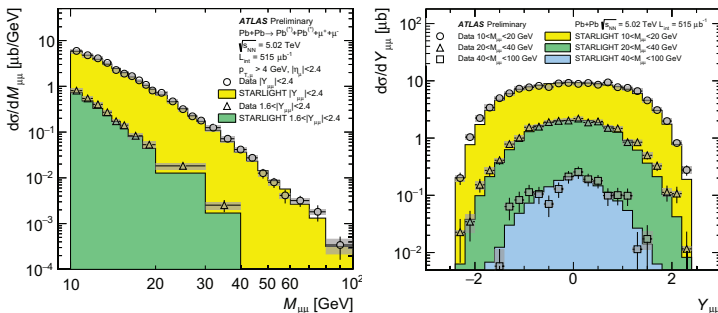 ATLAS Preliminary
Pb+Pb→ Pb(*)+Pb(*)+μ++μ-
√sNN = 5.02 TeV
Lint = 515 μb-1
pT,μ > 4 GeV, |ημ|<2.4
Data |Yμμ|<2.4
STARLIGHT |Yμμ|<2.4
Data 1.6<|Yμμ|<2.4
STARLIGHT 1.6<|Yμμ|<2.4
dσ/dMμμ [μb/GeV]
10²
10
1
10-1
10-2
10-3
10-4
10 20 30 40 50 60 10²
Mμμ [GeV]
ATLAS Preliminary Pb+Pb √sNN = 5.02 TeV Lint = 515 μb-1
Data 10<Mμμ<20 GeV STARLIGHT 10<Mμμ<20 GeV
Data 20<Mμμ<40 GeV STARLIGHT 20<Mμμ<40 GeV
Data 40<Mμμ<100 GeV STARLIGHT 40<Mμμ<100 GeV
dσ/dYμμ [μb]
10²
10
1
10-1
10-2
−2 0 2
Yμμ